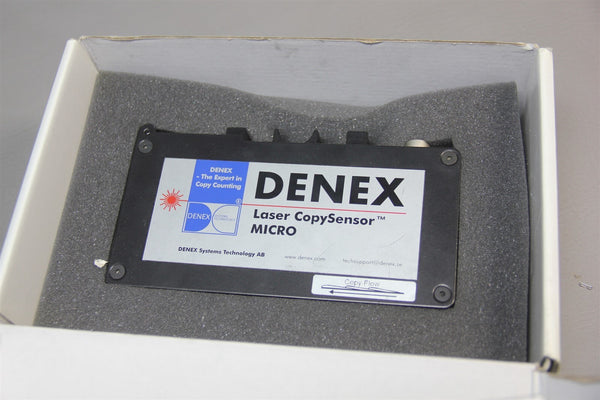 DENEX
- The Expert in
Copy Counting
DENEX
®
DENEX
Laser CopySensor™
MICRO
DENEX Systems Technology AB
www.denex.com
techsupport@denex.se
Copy Flow